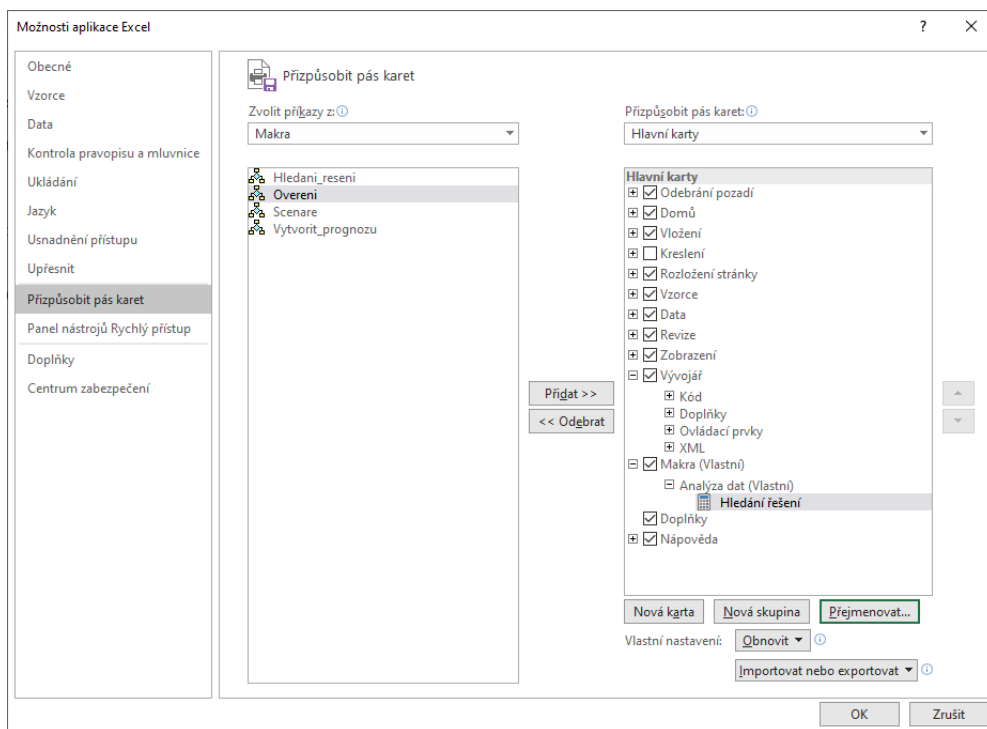 Možnosti aplikace Excel
?
Obecné
Vzorce
Data
Kontrola pravopisu a mluvnice
Ukládání
Jazyk
Usnadnění přístupu
Upřesnit
Přizpůsobit pás karet
Panel nástrojů Rychlý přístup
Doplňky
Centrum zabezpečení
Přizpůsobit pás karet
Zvolit příkazy z:
Makra
Hledani_reseni
Overeni
Scenare
Vytvorit_prognozu
Přidat >>
<< Odebrat
Přizpůsobit pás karet:
Hlavní karty
Hlavní karty
Odebrání pozadí
Domů
Vložení
Kreslení
Rozložení stránky
Vzorce
Data
Revize
Zobrazení
Vývojář
Kód
Doplňky
Ovládací prvky
XML
Makra (Vlastní)
Analýza dat (Vlastní)
Hledání řešení
Doplňky
Nápověda
Nová karta Nová skupina Přejmenovat...
Vlastní nastavení: Obnovit
Importovat nebo exportovat
OK Zrušit